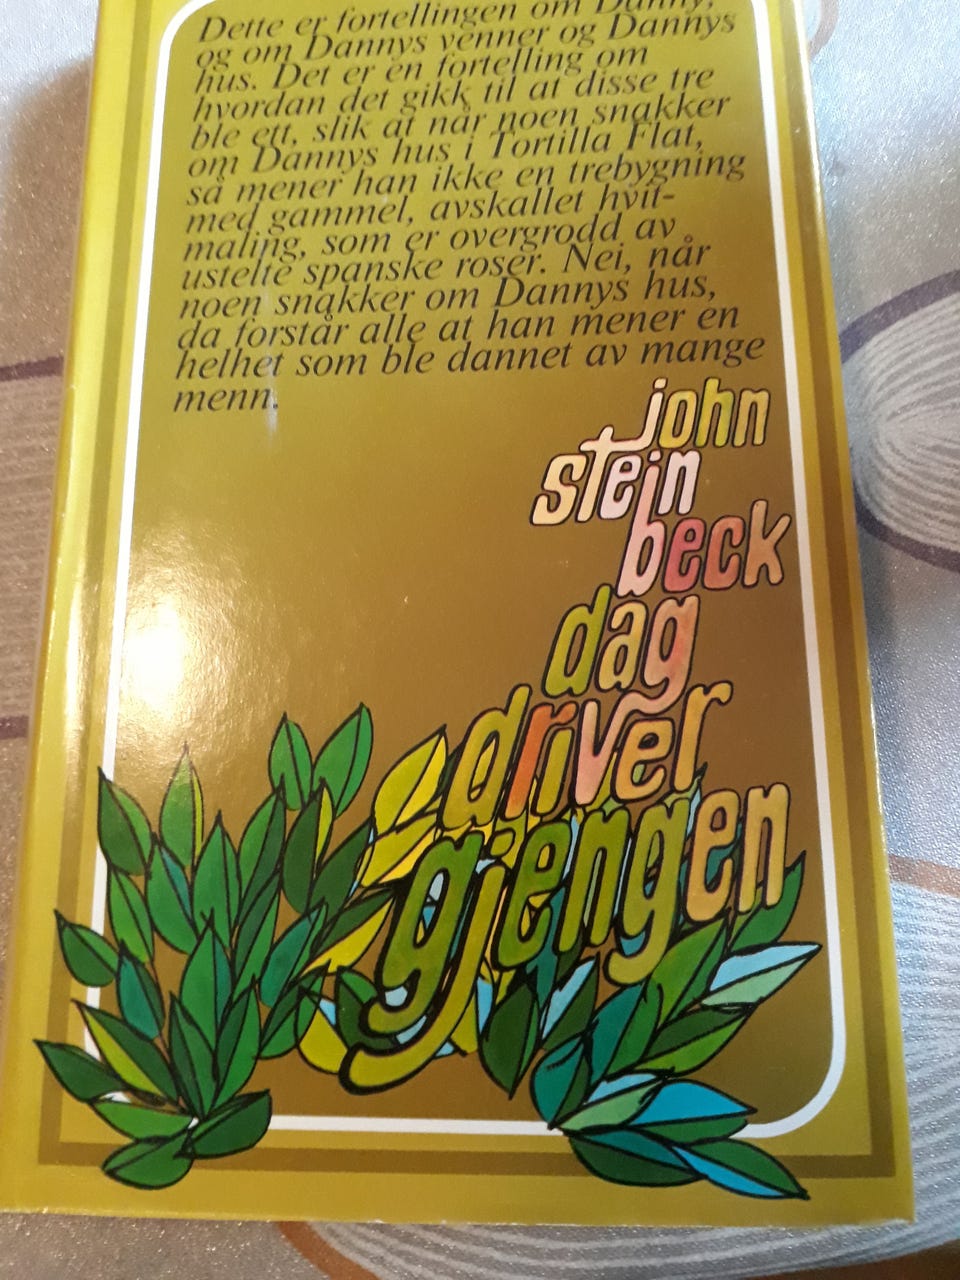 Dette er fortellingen om Danny,
og om Dannys venner og Dannys
hus. Det er en fortelling om
hvordan det gikk til at disse tre
ble ett, slik at når noen snakker
om Dannys hus i Tortilla Flat,
så mener han ikke en trebygning
med gammel, avskallet hvit-
maling, som er overgrodd av
ustelte spanske roser. Nei, når
noen snakker om Dannys hus,
da forstår alle at han mener en
helhet som ble dannet av mange
menn.
john
stein
beck
dag
driver
gjengen